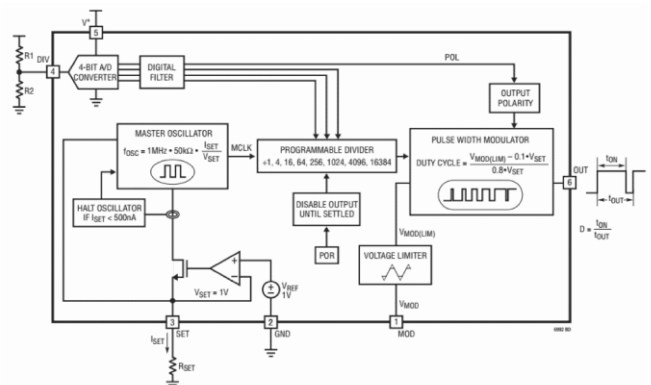 V+
5
R1
DIV
4
R2
4-BIT A/D
CONVERTER
DIGITAL
FILTER
POL
OUTPUT
POLARITY
MASTER OSCILLATOR
fOSC = 1MHz • 50kΩ • ISET
VSET
MCLK
PROGRAMMABLE DIVIDER
÷1, 4, 16, 64, 256, 1024, 4096, 16384
PULSE WIDTH MODULATOR
DUTY CYCLE = VMOD(LIM) – 0.1•VSET
0.8•VSET
OUT
6
tON
tOUT
D = tON
tOUT
HALT OSCILLATOR
IF ISET < 500nA
DISABLE OUTPUT
UNTIL SETTLED
POR
VMOD(LIM)
VOLTAGE LIMITER
VMOD
+
–
VSET = 1V
+
–
VREF
1V
3
SET
2
GND
1
MOD
ISET
RSET